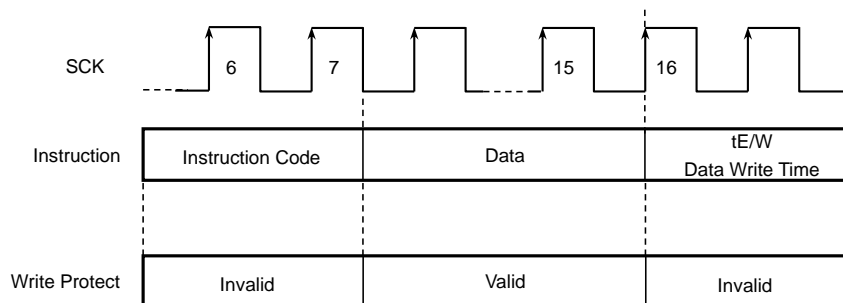 SCK
6
7
15
16
Instruction
Instruction Code
Data
tE/W
Data Write Time
Write Protect
Invalid
Valid
Invalid